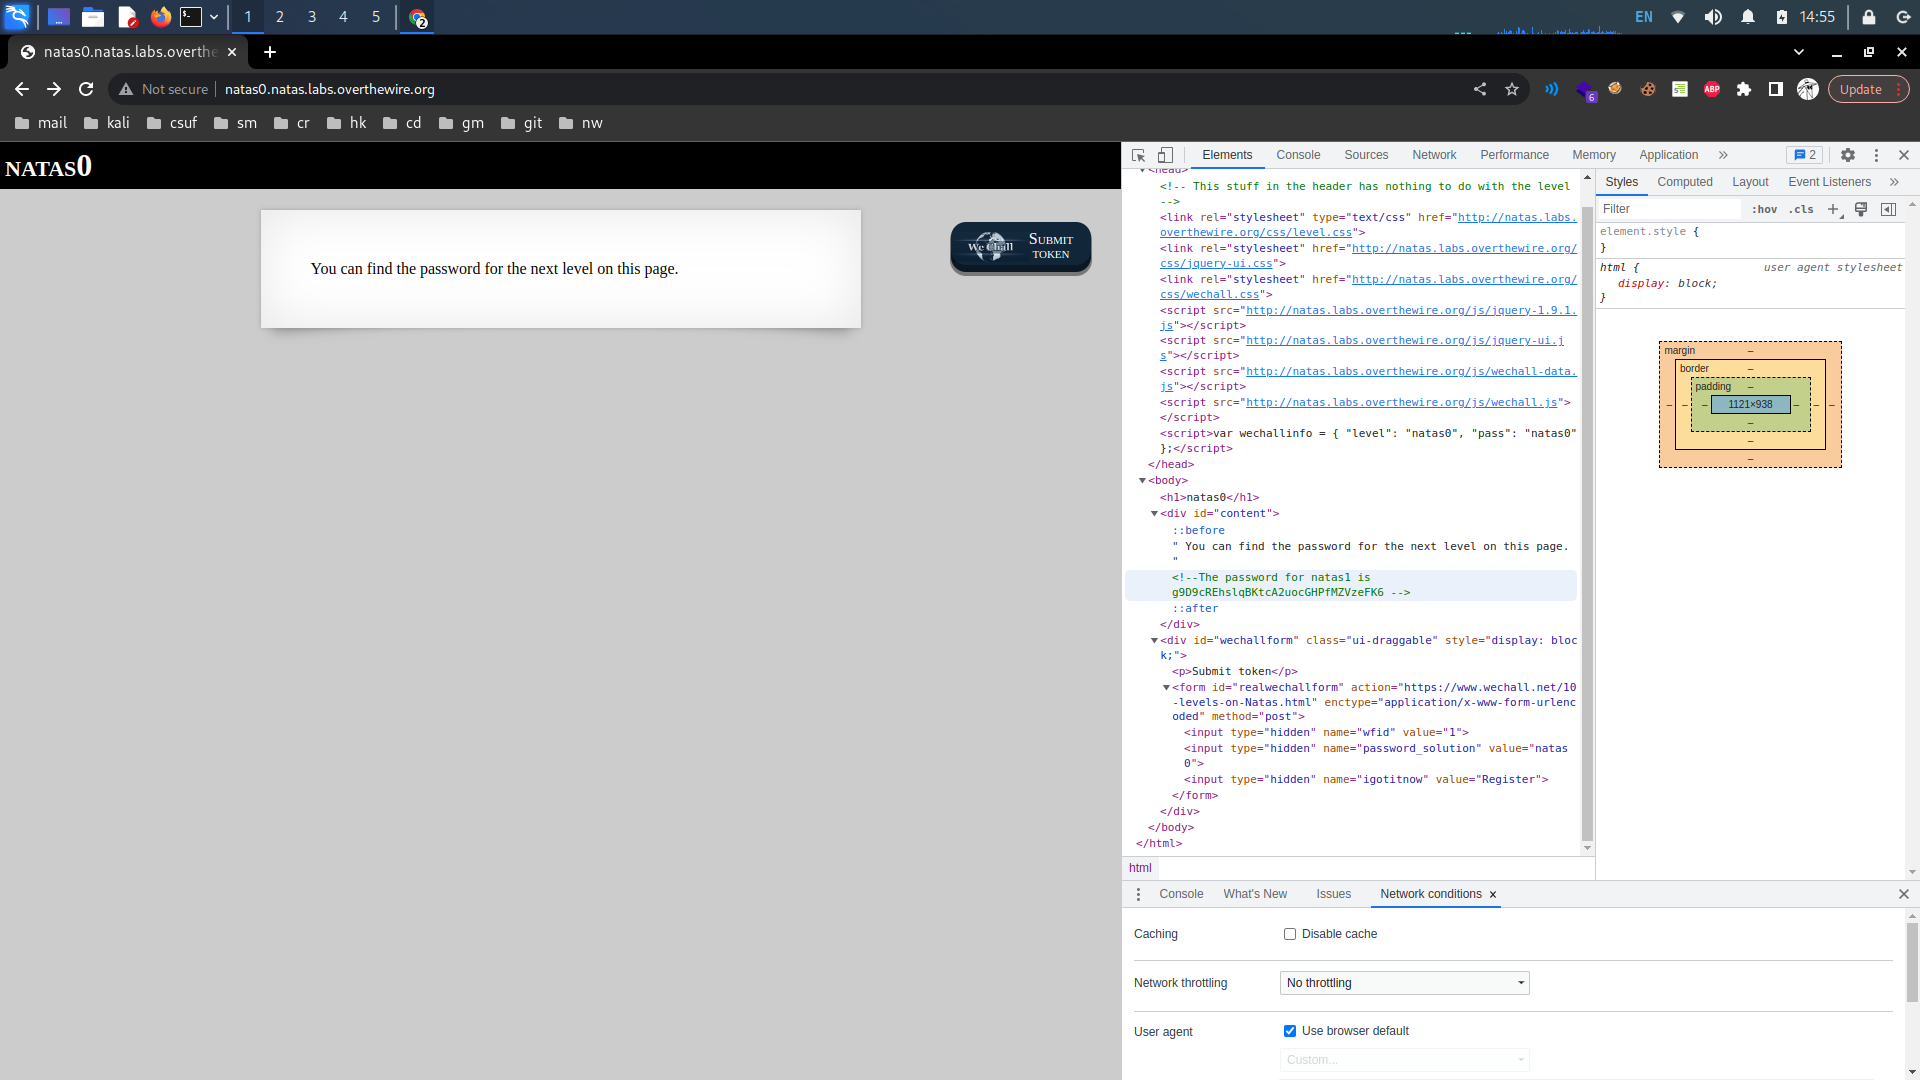 1 2 3 4 5 2 EN 14:55
natas0.natas.labs.overthe
Not secure natas0.natas.labs.overthewire.org 6 ABP Update
mail kali csuf sm cr hk cd gm git nw
NATAS0
You can find the password for the next level on this page.
We Chall SUBMIT
TOKEN
Elements Console Sources Network Performance Memory Application 2
<head>
<!-- This stuff in the header has nothing to do with the level
-->
<link rel="stylesheet" type="text/css" href="http://natas.labs.
overthewire.org/css/level.css">
<link rel="stylesheet" href="http://natas.labs.overthewire.org/
css/jquery-ui.css">
<link rel="stylesheet" href="http://natas.labs.overthewire.org/
css/wechall.css">
<script src="http://natas.labs.overthewire.org/js/jquery-1.9.1.
js"></script>
<script src="http://natas.labs.overthewire.org/js/jquery-ui.j
s"></script>
<script src="http://natas.labs.overthewire.org/js/wechall-data.
js"></script>
<script src="http://natas.labs.overthewire.org/js/wechall.js">
</script>
<script>var wechallinfo = { "level": "natas0", "pass": "natas0"
};</script>
</head>
<body>
<h1>natas0</h1>
<div id="content">
::before
" You can find the password for the next level on this page.
"
<!--The password for natas1 is
g9D9cREhslqBKtcA2uocGHPfMZVzeFK6 -->
::after
</div>
<div id="wechallform" class="ui-draggable" style="display: bloc
k;">
<p>Submit token</p>
<form id="realwechallform" action="https://www.wechall.net/10
-levels-on-Natas.html" enctype="application/x-www-form-urlenc
oded" method="post">
<input type="hidden" name="wfid" value="1">
<input type="hidden" name="password_solution" value="natas
0">
<input type="hidden" name="igotitnow" value="Register">
</form>
</div>
</body>
</html>
html
Styles Computed Layout Event Listeners
Filter :hov .cls
element.style {
}
html { user agent stylesheet
display: block;
}
margin –
border –
padding –
– – – 1121×938 – – –
–
–
–
Console What's New Issues Network conditions
Caching Disable cache
Network throttling No throttling
User agent Use browser default
Custom...